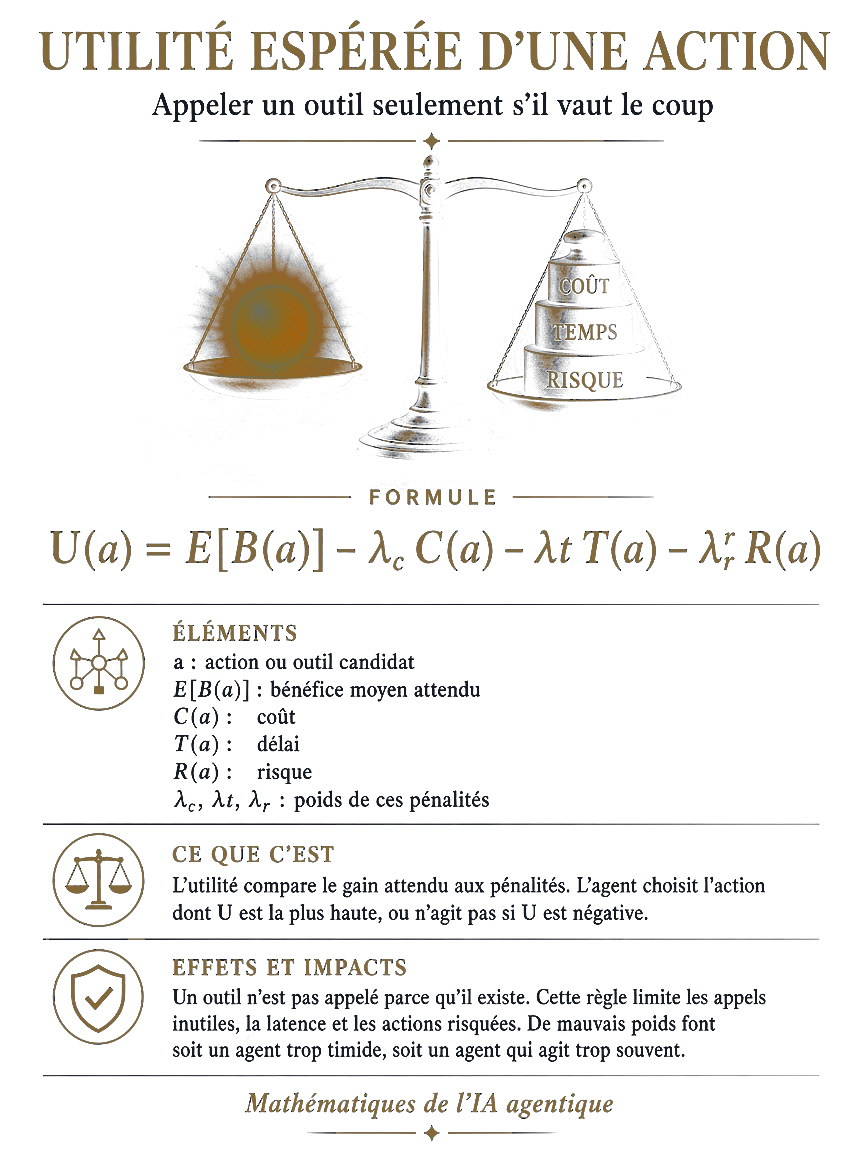 UTILITÉ ESPÉRÉE D’UNE ACTION
Appeler un outil seulement s’il vaut le coup
COÛT
TEMPS
RISQUE
FORMULE
U(a) = E[B(a)] – λ_c C(a) – λt T(a) – λ_r^r R(a)
ÉLÉMENTS
a : action ou outil candidat
E[B(a)] : bénéfice moyen attendu
C(a) : coût
T(a) : délai
R(a) : risque
λ_c, λt, λ_r : poids de ces pénalités
CE QUE C’EST
L’utilité compare le gain attendu aux pénalités. L’agent choisit l’action
dont U est la plus haute, ou n’agit pas si U est négative.
EFFETS ET IMPACTS
Un outil n’est pas appelé parce qu’il existe. Cette règle limite les appels
inutiles, la latence et les actions risquées. De mauvais poids font
soit un agent trop timide, soit un agent qui agit trop souvent.
Mathématiques de l’IA agentique